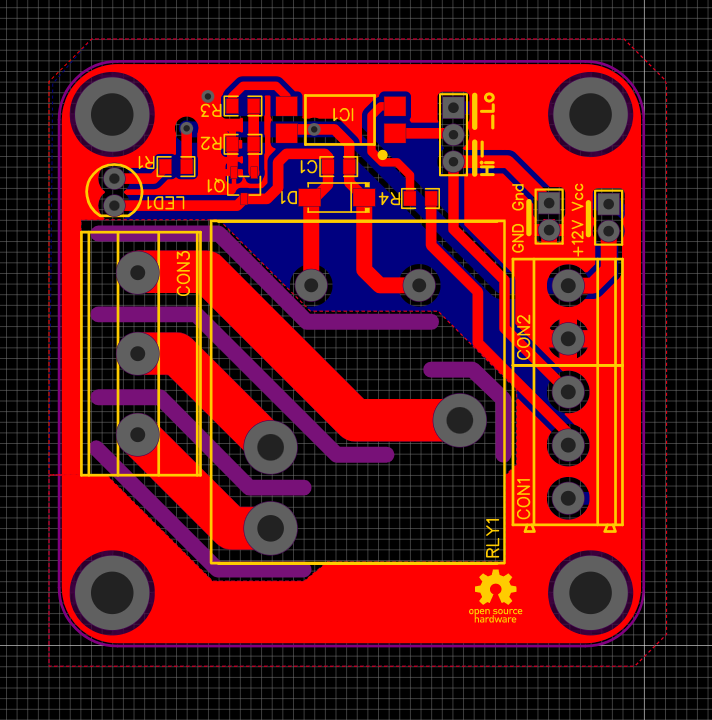 R3
IC1
Lo
R2
R1
C1
Hi
Q1
D1
R4
LED1
Gnd
Vcc
GND
+12V
CON3
CON2
CON1
RLY1
open source
hardware